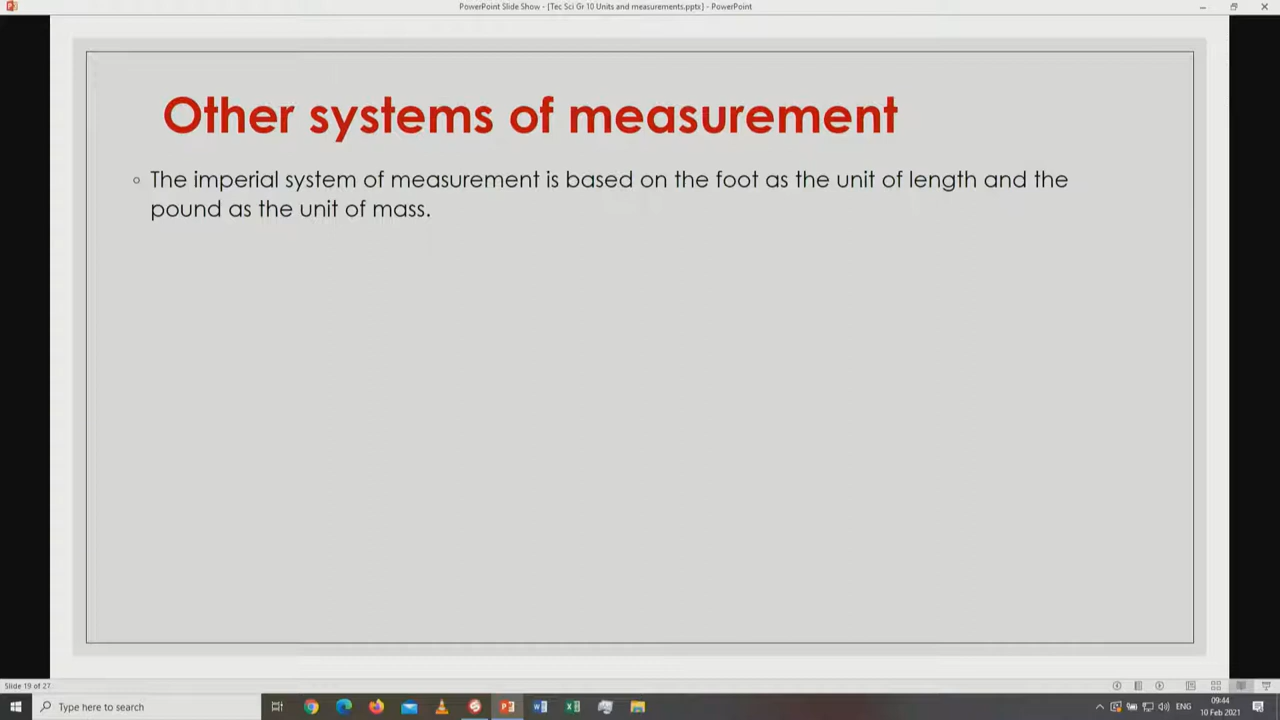 PowerPoint Slide Show - [Tec Sci Gr 10 Units and measurements.pptx] - PowerPoint
Other systems of measurement
The imperial system of measurement is based on the foot as the unit of length and the
pound as the unit of mass.
Slide 19 of 27
Type here to search
ENG
09:44
10 Feb 2021